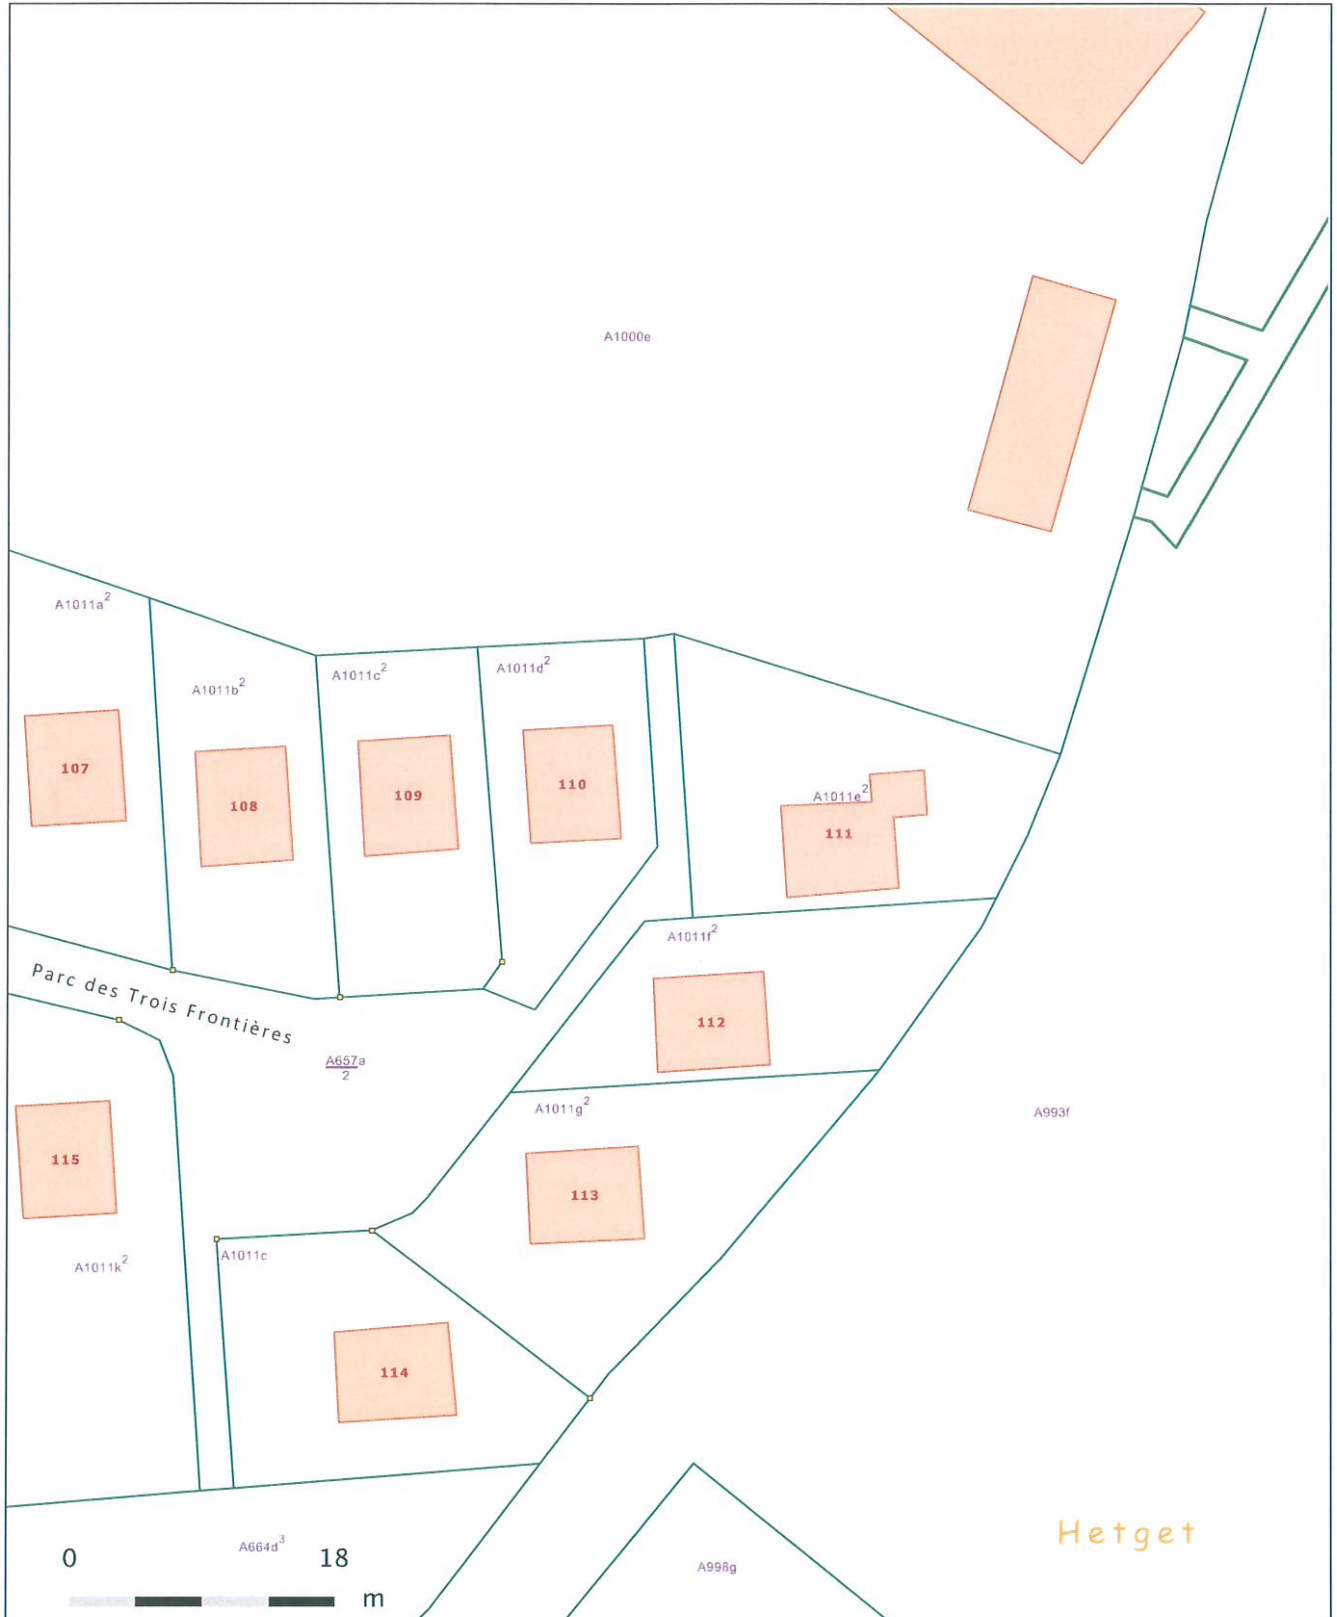 A1000e
A1011a²
A1011b²
A1011c²
A1011d²
107
108
109
110
A1011e²
111
A1011f²
Parc des Trois Frontières
112
A657a
2
A1011g²
A993f
115
113
A1011c
A1011k²
114
Hetget
A664d³
0 18
A998g
m